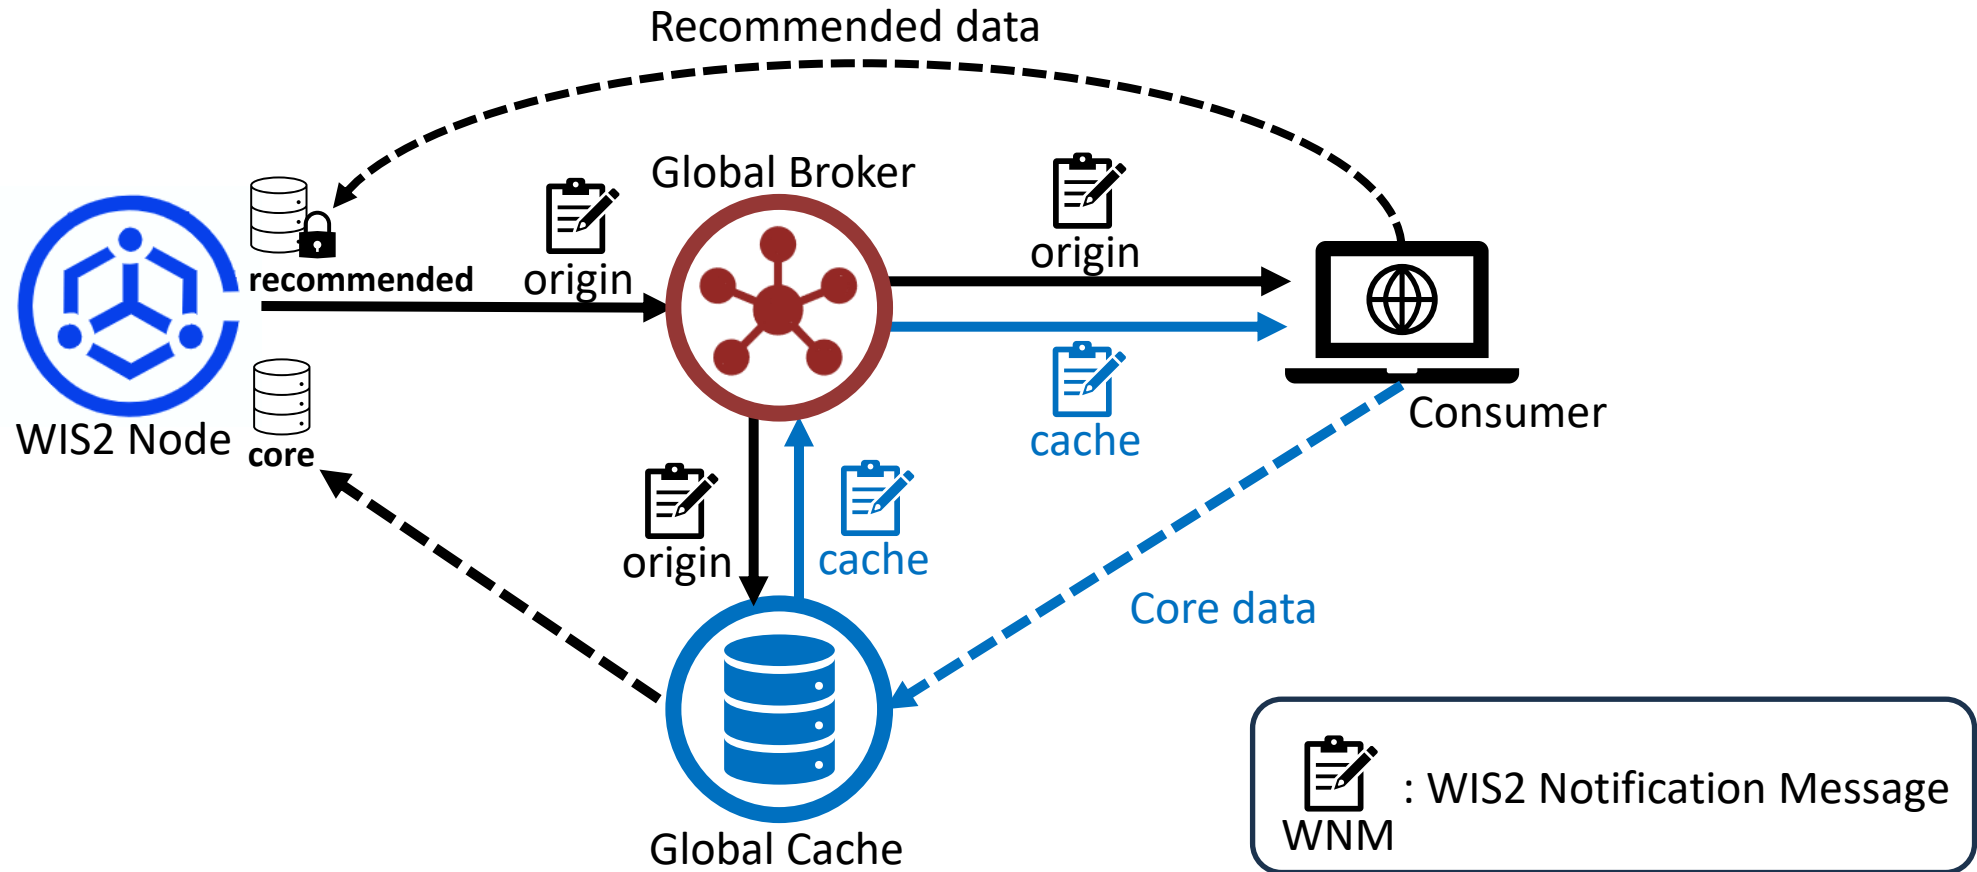 Recommended data
Global Broker
origin
origin
recommended
WIS2 Node
core
cache
Consumer
origin
cache
Core data
Global Cache
: WIS2 Notification Message
WNM